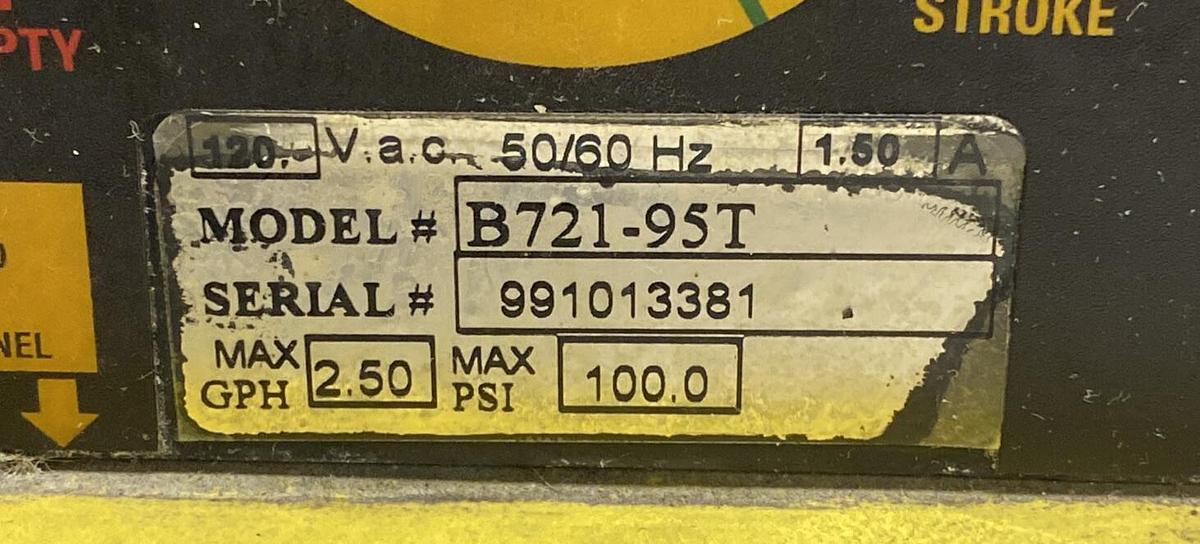 STROKE
PTY
120. V.a.c. 50/60 Hz 1.50 A
MODEL # B721-95T
SERIAL # 991013381
MAX GPH 2.50 MAX PSI 100.0
NEL